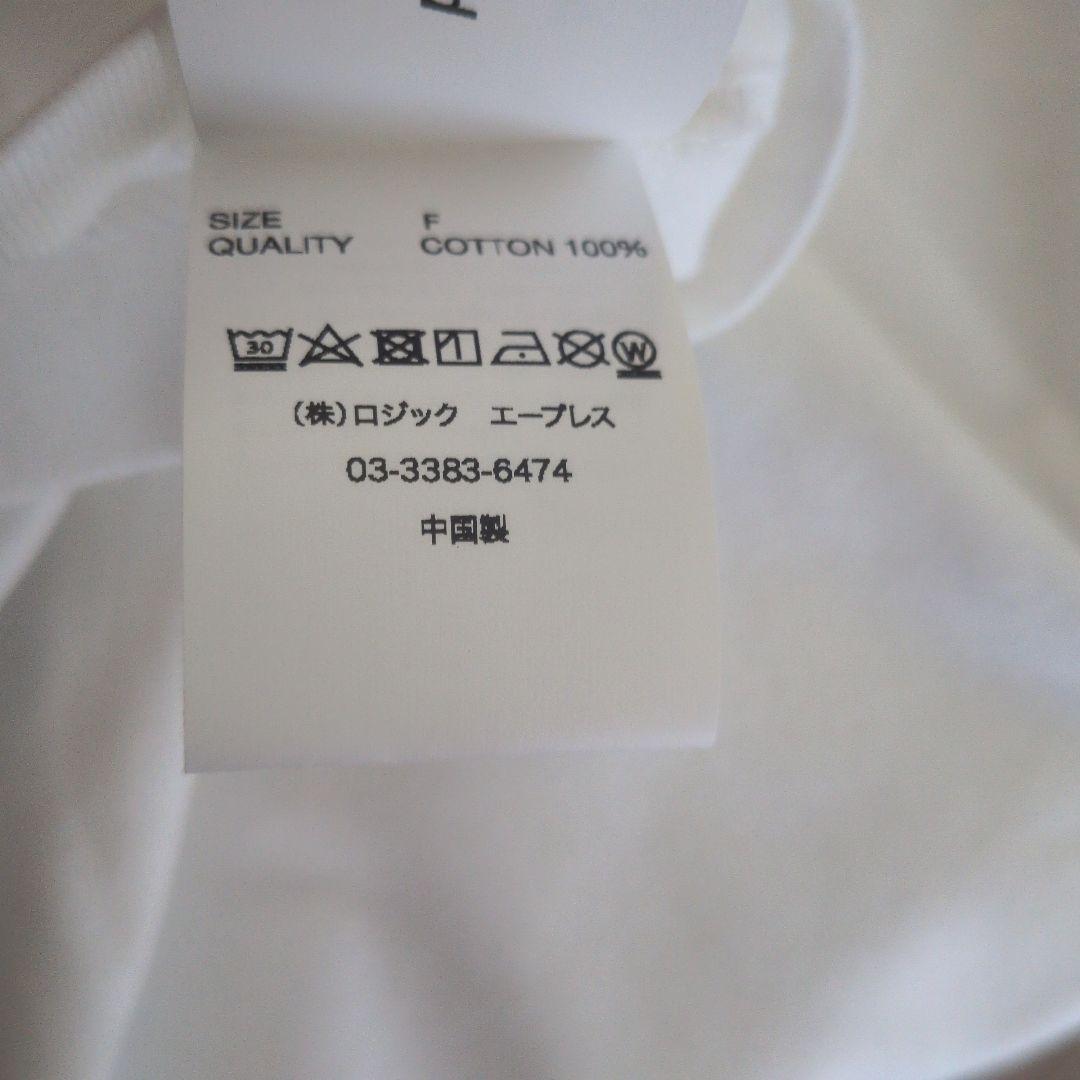 SIZE F
QUALITY COTTON 100%
30 W
(株)ロジック エープレス
03-3383-6474
中国製